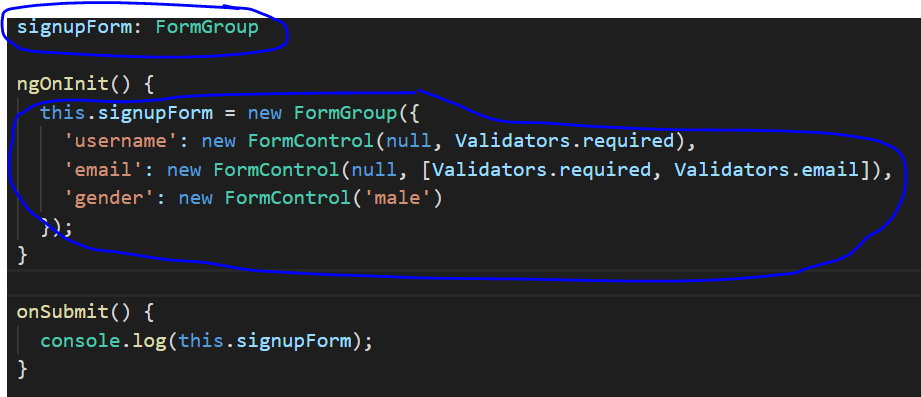 signupForm: FormGroup
ngOnInit() {
this.signupForm = new FormGroup({
'username': new FormControl(null, Validators.required),
'email': new FormControl(null, [Validators.required, Validators.email]),
'gender': new FormControl('male')
});
}
onSubmit() {
console.log(this.signupForm);
}